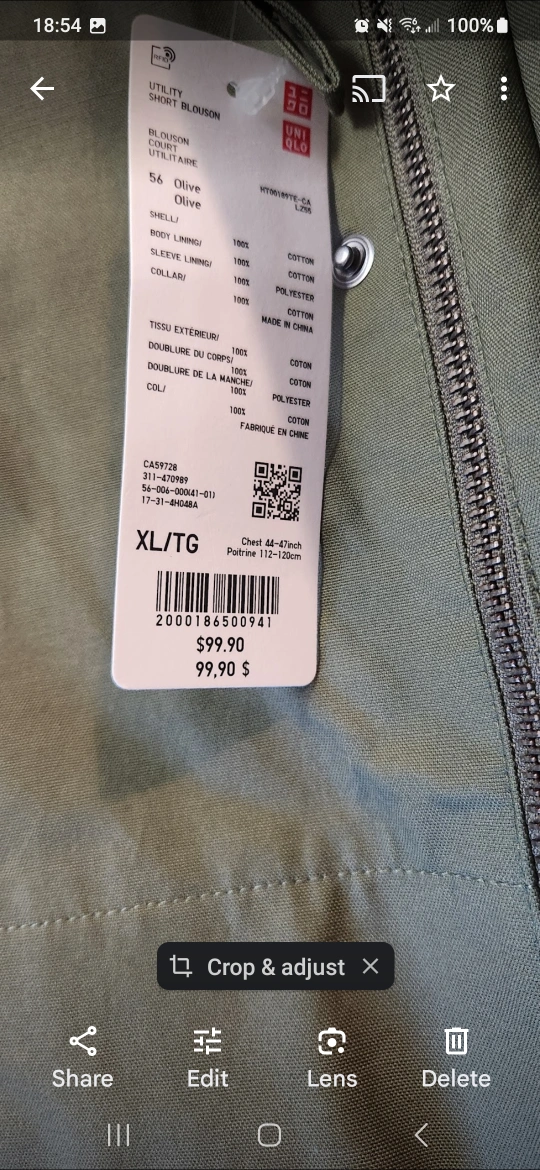 18:54
100%
RFID
UTILITY
SHORT BLOUSON
ユニ
クロ
UNI
QLO
BLOUSON
COURT
UTILITAIRE
56 Olive
Olive
SHELL/
100% COTTON
BODY LINING/
100% COTTON
SLEEVE LINING/
100% POLYESTER
COLLAR/
100% COTTON
MADE IN CHINA
TISSU EXTÉRIEUR/
100% COTON
DOUBLURE DU CORPS/
100% COTON
DOUBLURE DE LA MANCHE/
100% POLYESTER
COL/
100% COTON
FABRIQUÉ EN CHINE
CA59728
311-470989
56-006-000(41-01)
17-31-4H048A
XL/TG
Chest 44-47inch
Poitrine 112-120cm
2000186500941
$99.90
99,90 $
Crop & adjust
Share
Edit
Lens
Delete